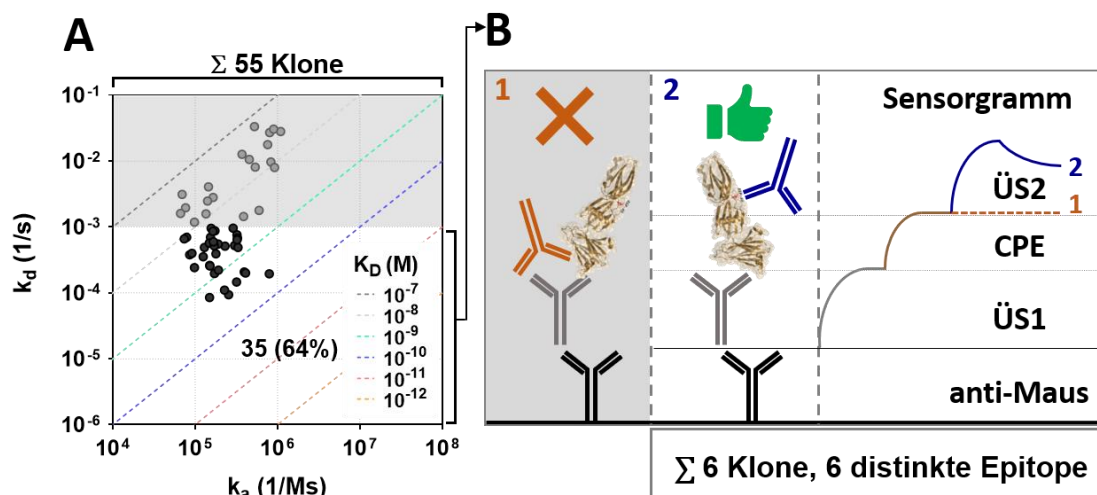 A
Σ 55 Klone
10⁻¹
10⁻²
10⁻³
10⁻⁴
10⁻⁵
10⁻⁶
k_d (1/s)
10⁴
10⁵
10⁶
10⁷
10⁸
k_a (1/Ms)
K_D (M)
10⁻⁷
10⁻⁸
10⁻⁹
10⁻¹⁰
10⁻¹¹
10⁻¹²
35 (64%)
B
1
2
Sensorgramm
2
ÜS2
1
CPE
ÜS1
anti-Maus
Σ 6 Klone, 6 distinkte Epitope